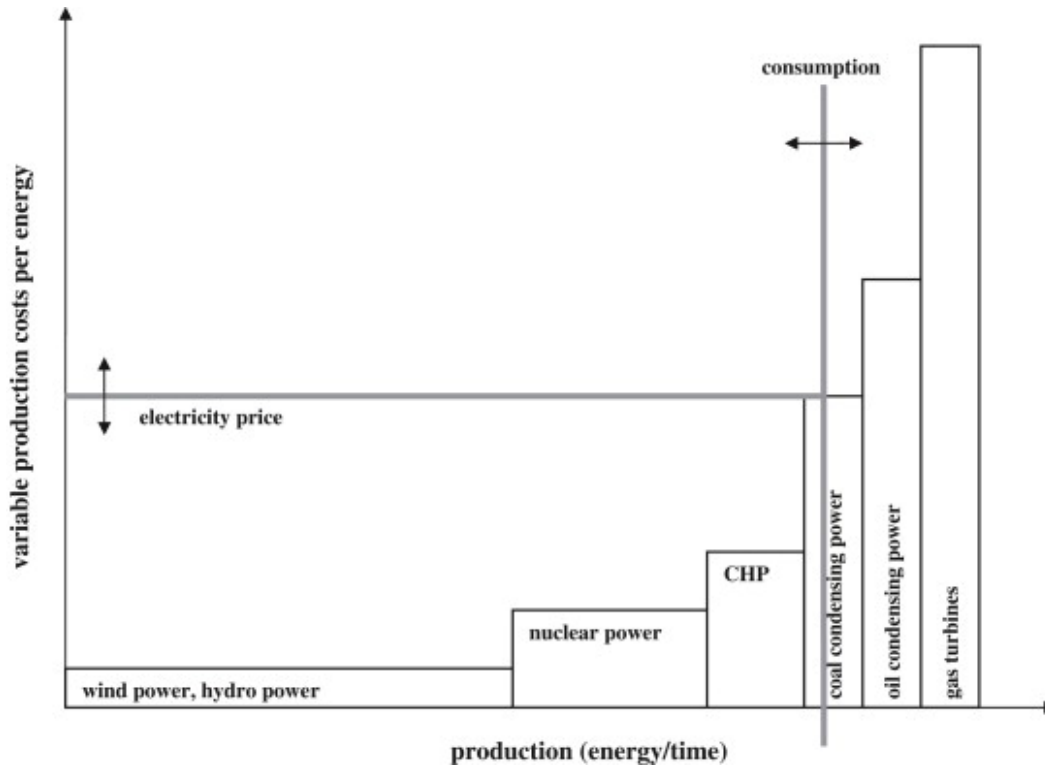 consumption
variable production costs per energy
electricity price
CHP
nuclear power
wind power, hydro power
coal condensing power
oil condensing power
gas turbines
production (energy/time)